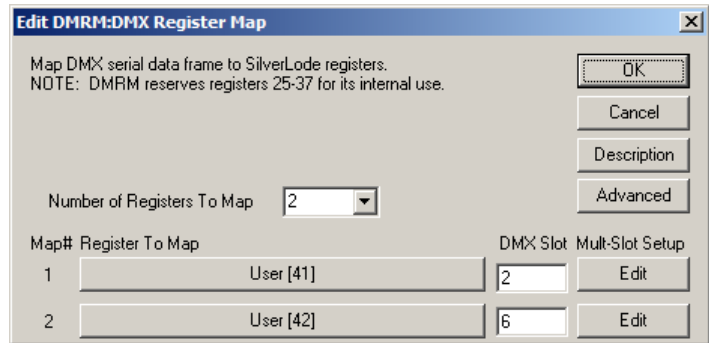 Edit DMRM:DMX Register Map
Map DMX serial data frame to SilverLode registers.
NOTE: DMRM reserves registers 25-37 for its internal use.
OK
Cancel
Description
Number of Registers To Map 2 Advanced
Map# Register To Map DMX Slot Mult-Slot Setup
1 User [41] 2 Edit
2 User [42] 6 Edit